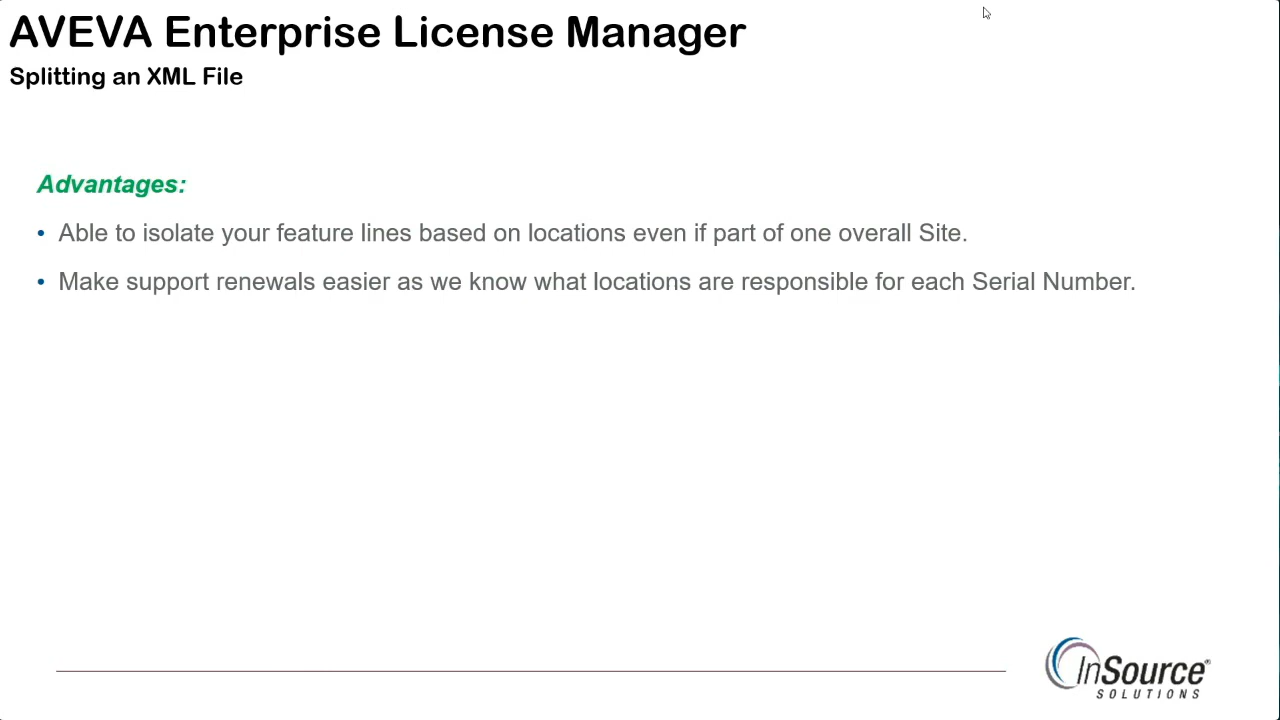 AVEVA Enterprise License Manager
Splitting an XML File
Advantages:
• Able to isolate your feature lines based on locations even if part of one overall Site.
• Make support renewals easier as we know what locations are responsible for each Serial Number.
InSource®
SOLUTIONS